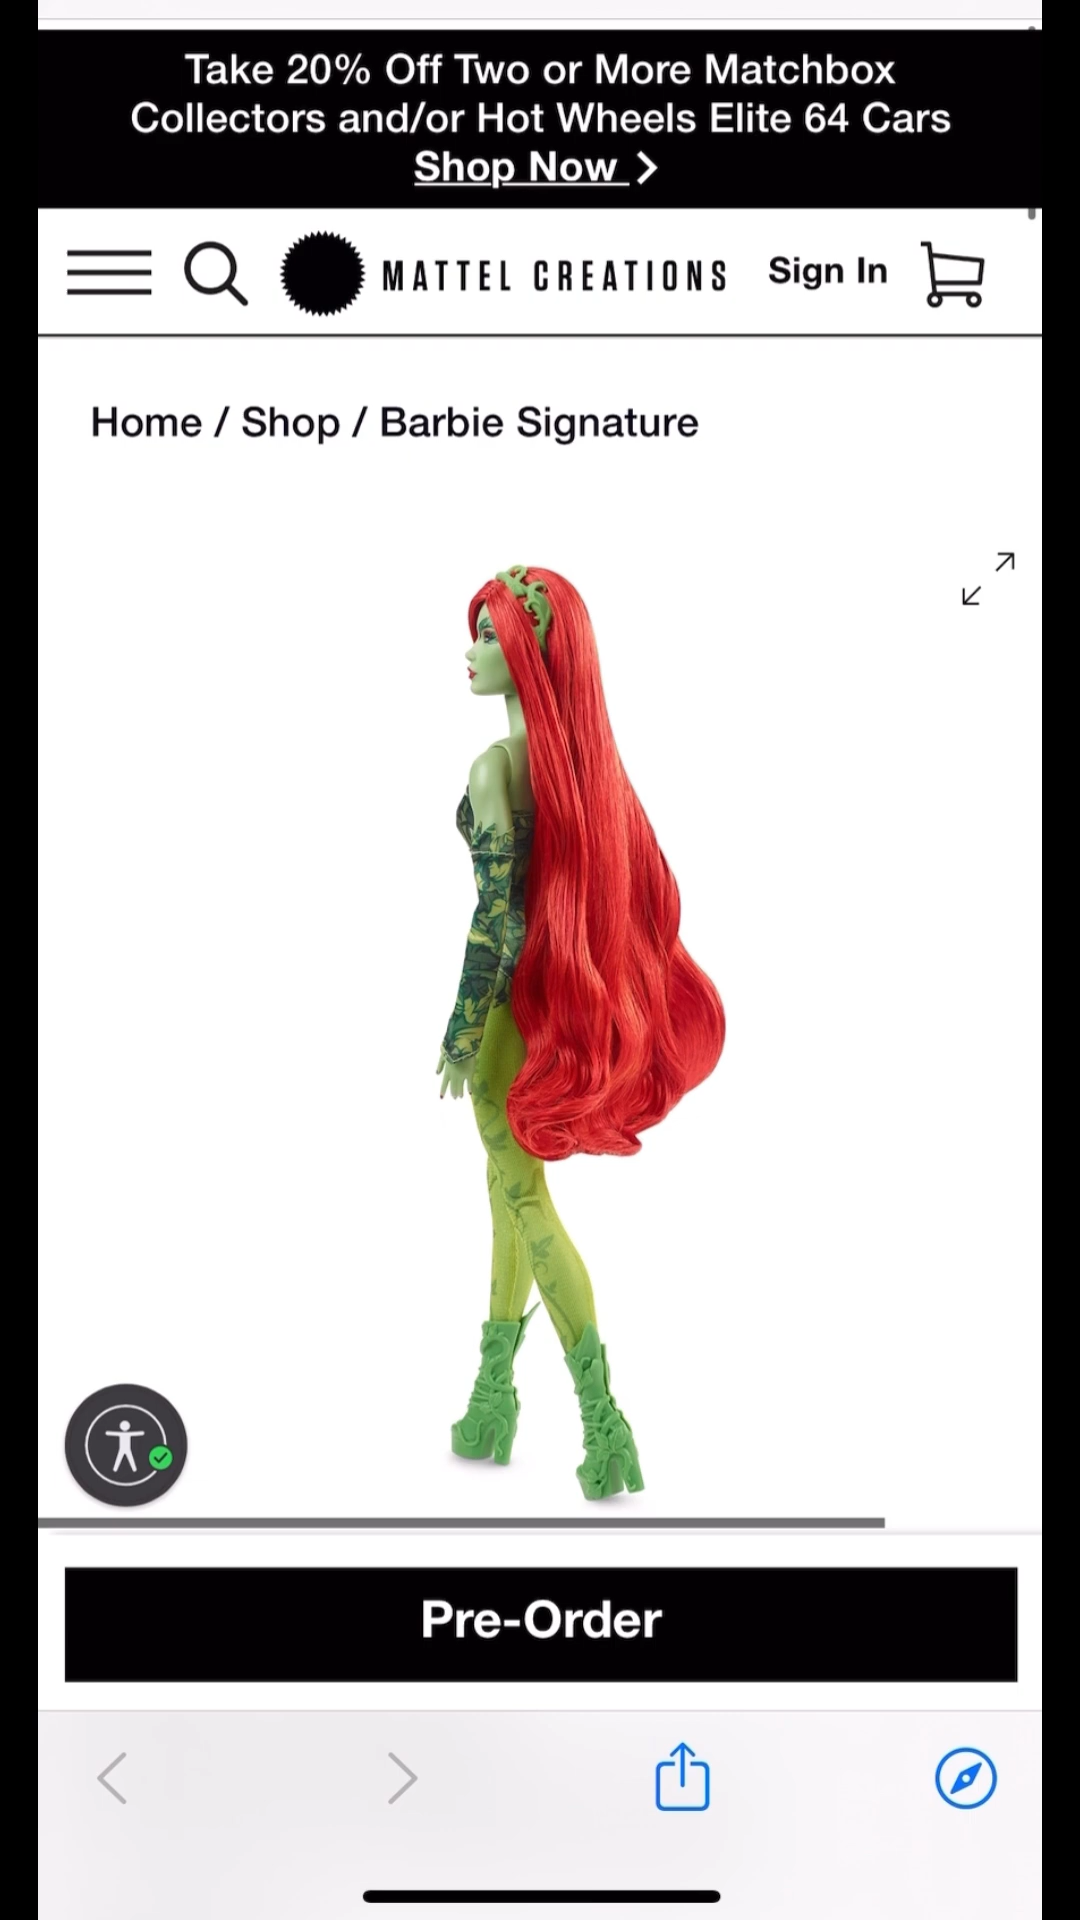 Take 20% Off Two or More Matchbox
Collectors and/or Hot Wheels Elite 64 Cars
Shop Now >
MATTEL CREATIONS Sign In
Home / Shop / Barbie Signature
Pre-Order